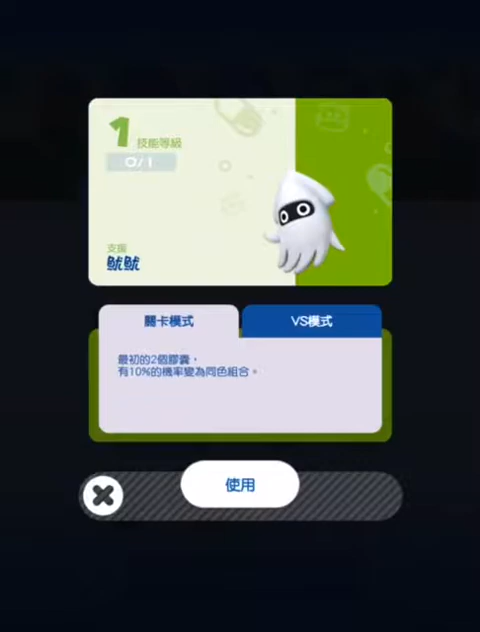 1 技能等級
0/1
支援
魷魷
關卡模式
VS模式
最初的2個膠囊，
有10%的機率變為同色組合。
使用